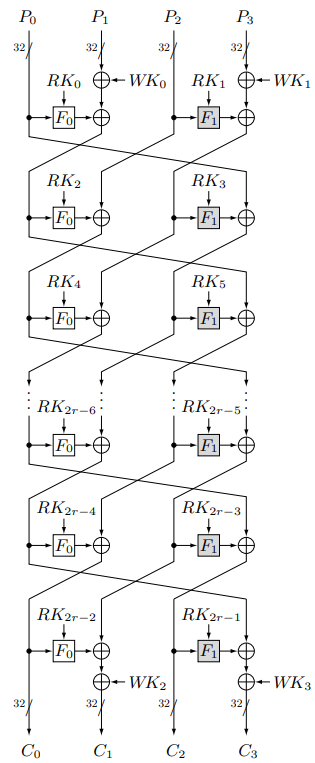 P₀ P₁ P₂ P₃
32 32 32 32
RK₀ WK₀ RK₁ WK₁
F₀ F₁
RK₂ RK₃
F₀ F₁
RK₄ RK₅
F₀ F₁
RK₂ᵣ₋₆ RK₂ᵣ₋₅
F₀ F₁
RK₂ᵣ₋₄ RK₂ᵣ₋₃
F₀ F₁
RK₂ᵣ₋₂ RK₂ᵣ₋₁
F₀ F₁
WK₂ WK₃
32 32 32 32
C₀ C₁ C₂ C₃